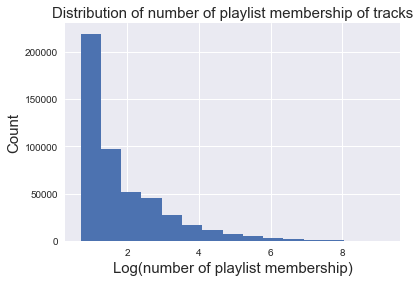 Distribution of number of playlist membership of tracks
200000
150000
100000
50000
0
Count
2 4 6 8
Log(number of playlist membership)